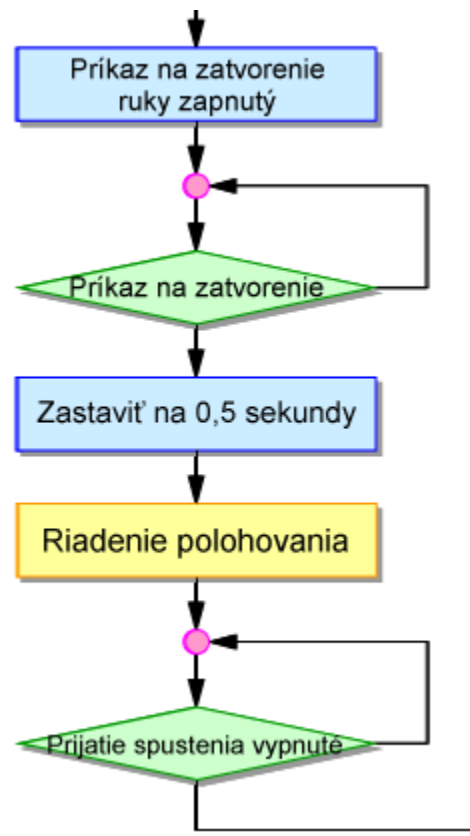 Príkaz na zatvorenie
ruky zapnutý
Príkaz na zatvorenie
Zastaviť na 0,5 sekundy
Riadenie polohovania
Prijatie spustenia vypnuté